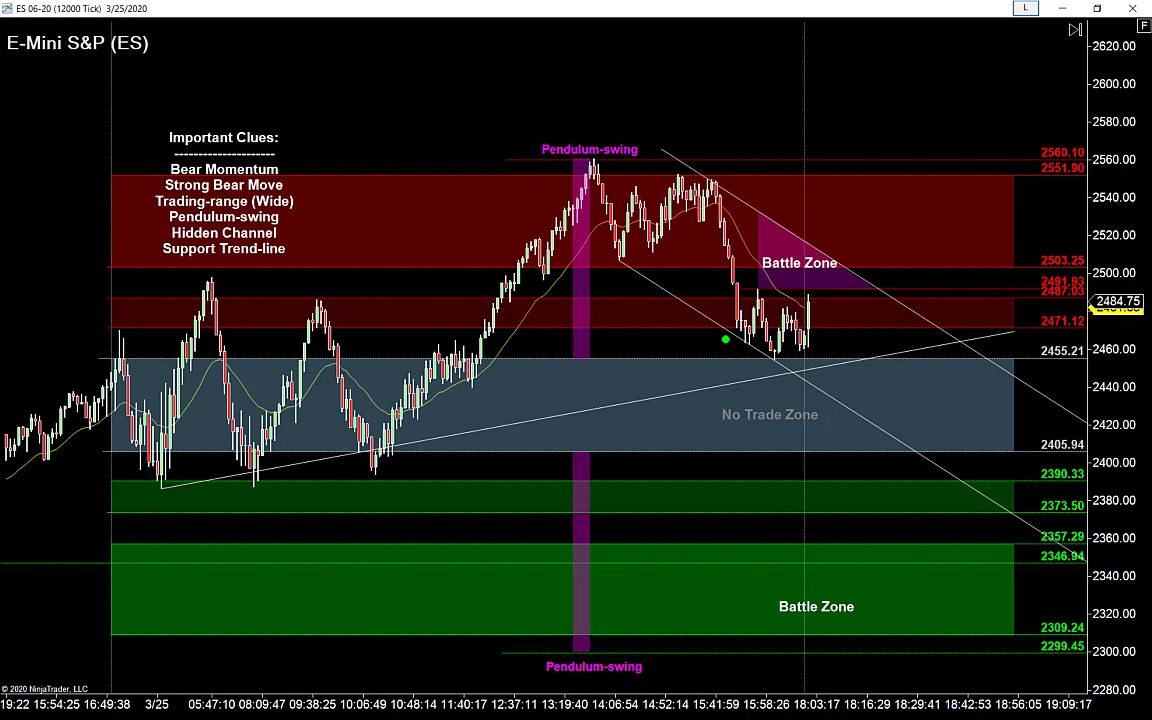 ES 06-20 (12000 Tick) 3/25/2020
L
F
E-Mini S&P (ES)
Important Clues:
---------------------
Bear Momentum
Strong Bear Move
Trading-range (Wide)
Pendulum-swing
Hidden Channel
Support Trend-line
Pendulum-swing
Battle Zone
No Trade Zone
Battle Zone
Pendulum-swing
2560.10
2551.90
2503.25
2491.93
2487.03
2471.12
2455.21
2405.94
2390.33
2373.50
2357.29
2346.94
2309.24
2299.45
2620.00
2600.00
2580.00
2560.00
2540.00
2520.00
2500.00
2484.75
2460.00
2440.00
2420.00
2400.00
2380.00
2360.00
2340.00
2320.00
2300.00
2280.00
© 2020 NinjaTrader, LLC
19:22 15:54:25 16:49:38 3/25 05:47:10 08:09:47 09:38:25 10:06:49 10:48:14 11:40:17 12:37:11 13:19:40 14:06:54 14:52:14 15:41:59 15:58:26 18:03:17 18:16:29 18:29:41 18:42:53 18:56:05 19:09:17